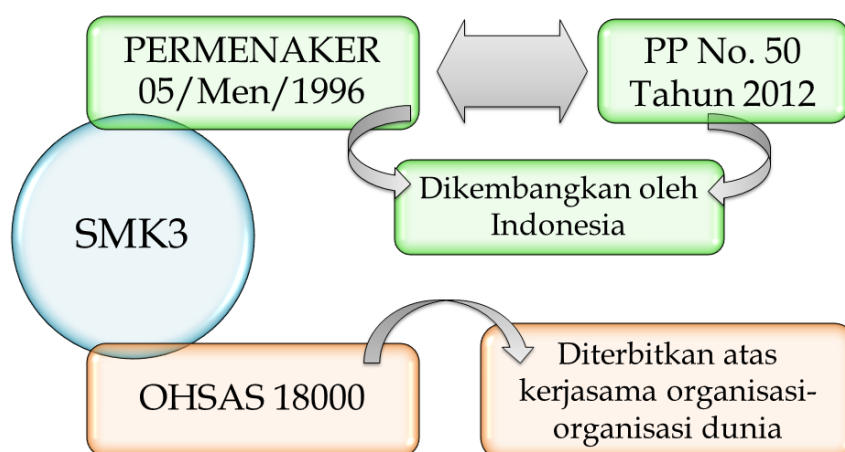 PERMENAKER
05/Men/1996
PP No. 50
Tahun 2012
Dikembangkan oleh
Indonesia
SMK3
OHSAS 18000
Diterbitkan atas
kerjasama organisasi-
organisasi dunia